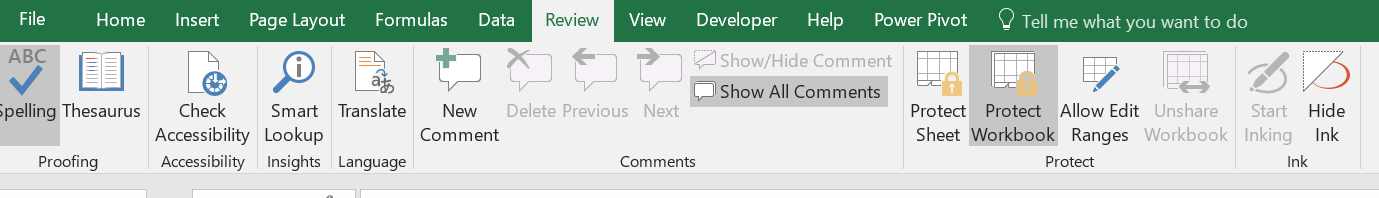 File Home Insert Page Layout Formulas Data Review View Developer Help Power Pivot Tell me what you want to do
ABC
Spelling
Thesaurus
Proofing
Check
Accessibility
Accessibility
Smart
Lookup
Insights
aあ
Translate
Language
New
Comment
Delete
Previous
Next
Show/Hide Comment
Show All Comments
Comments
Protect
Sheet
Protect
Workbook
Allow Edit
Ranges
Unshare
Workbook
Protect
Start
Inking
Hide
Ink
Ink